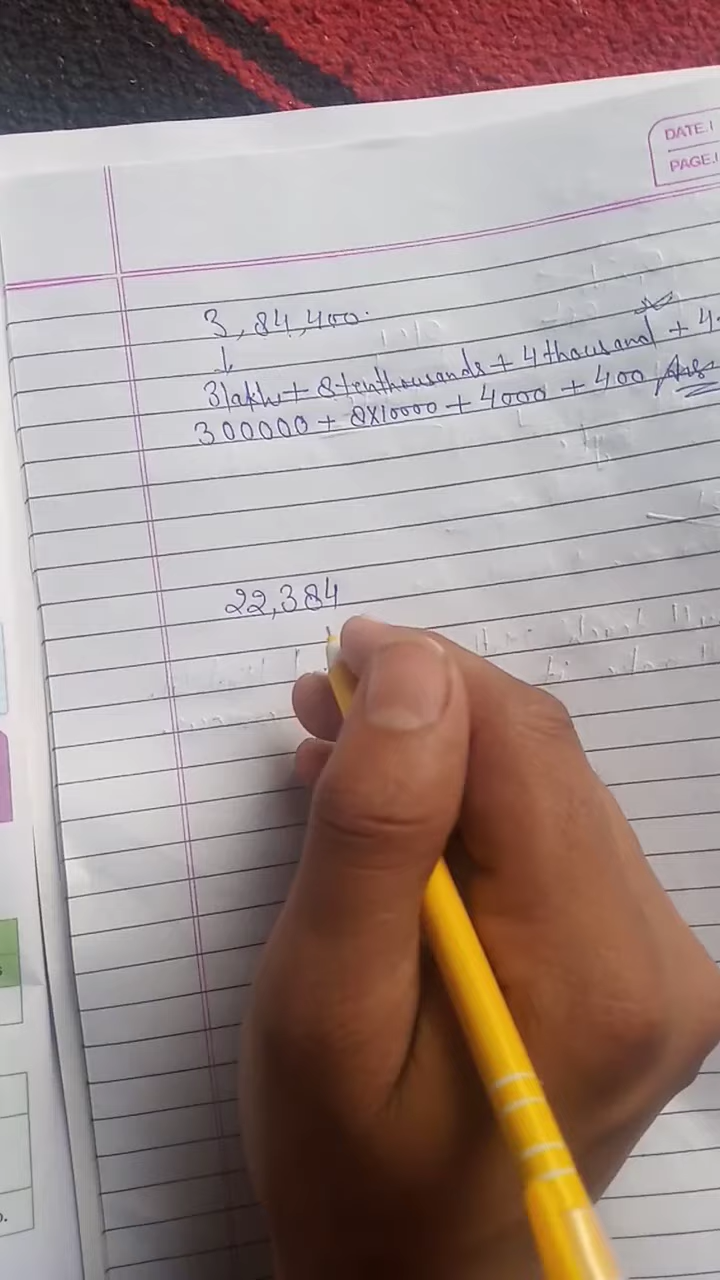 DATE.
PAGE.
3,84,400.
↓
3lakh+ 8tenthousands+ 4thousand + 4
300000+ 8X10000 + 4000 + 400 Ans
22,384